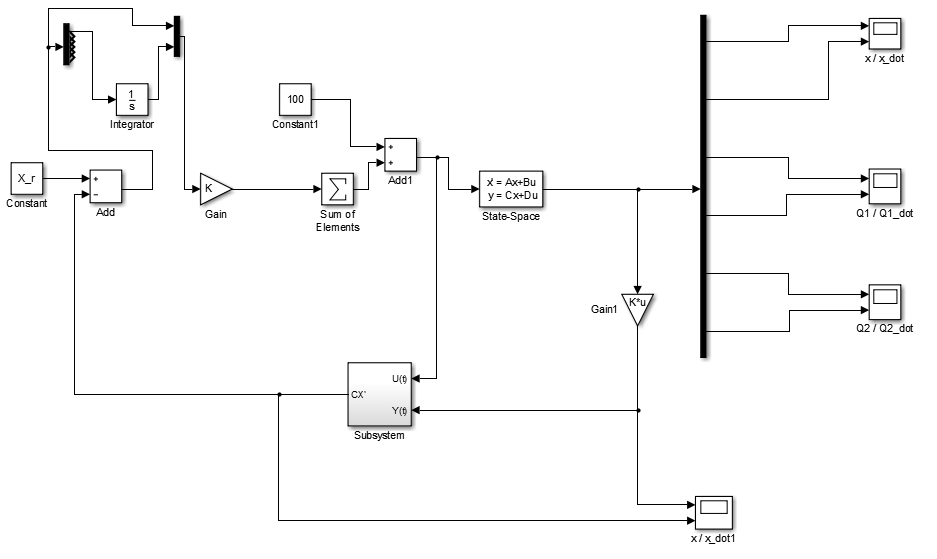 x / x_dot
1
s
Integrator
100
Constant1
+
+
Add1
X_r
Constant
+
−
Add
K
Gain
Sum of
Elements
x' = Ax+Bu
y = Cx+Du
State-Space
Q1 / Q1_dot
Gain1
K*u
Q2 / Q2_dot
U(t)
CX'
Y(t)
Subsystem
x / x_dot1